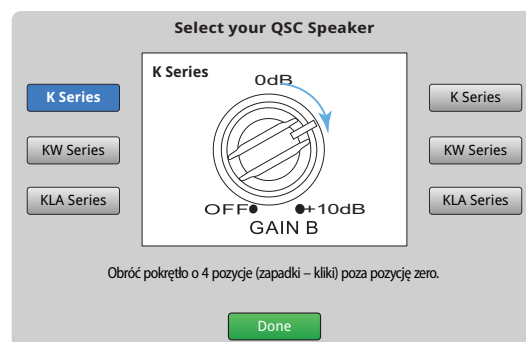 Select your QSC Speaker
K Series
KW Series
KLA Series
K Series
0dB
OFF
+10dB
GAIN B
K Series
KW Series
KLA Series
Obróć pokrętło o 4 pozycje (zapadki – kliki) poza pozycję zero.
Done